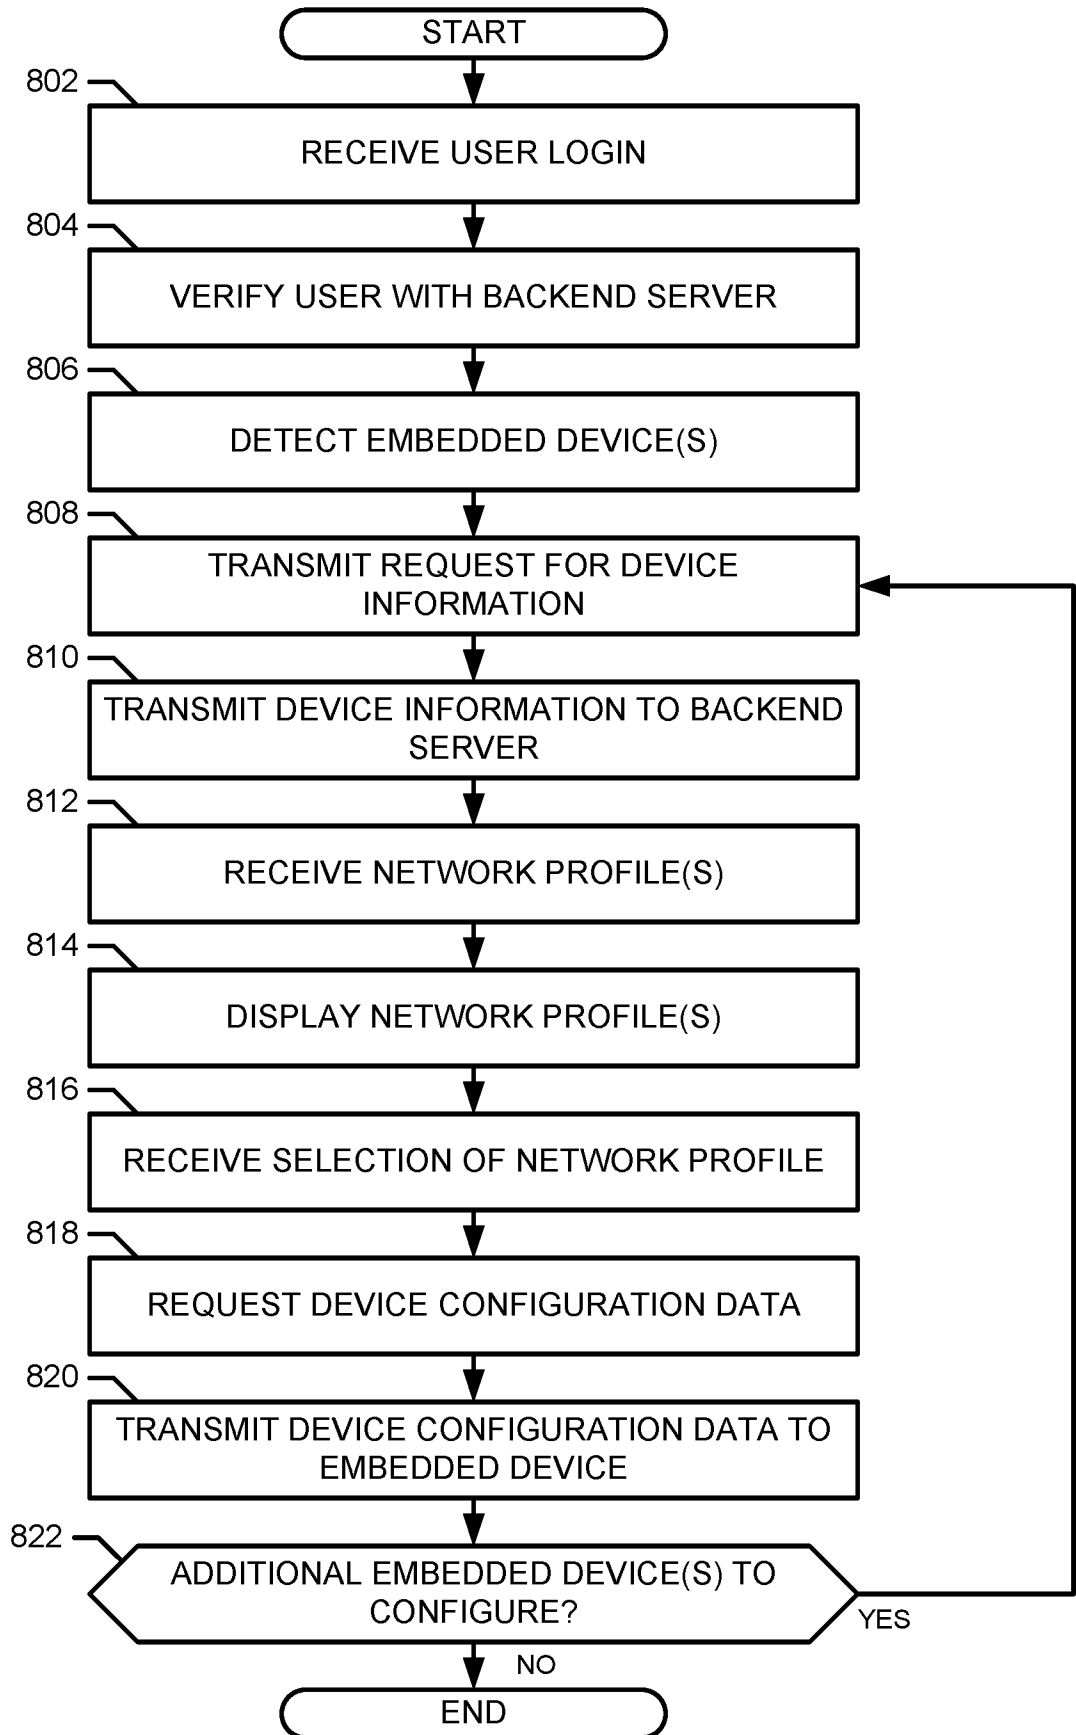 START
802
RECEIVE USER LOGIN
804
VERIFY USER WITH BACKEND SERVER
806
DETECT EMBEDDED DEVICE(S)
808
TRANSMIT REQUEST FOR DEVICE
INFORMATION
810
TRANSMIT DEVICE INFORMATION TO BACKEND
SERVER
812
RECEIVE NETWORK PROFILE(S)
814
DISPLAY NETWORK PROFILE(S)
816
RECEIVE SELECTION OF NETWORK PROFILE
818
REQUEST DEVICE CONFIGURATION DATA
820
TRANSMIT DEVICE CONFIGURATION DATA TO
EMBEDDED DEVICE
822
ADDITIONAL EMBEDDED DEVICE(S) TO
CONFIGURE?
YES
NO
END